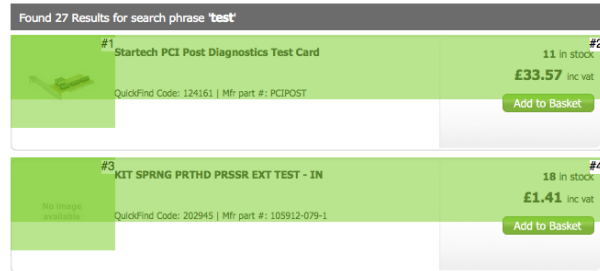 Found 27 Results for search phrase 'test'
#1
Startech PCI Post Diagnostics Test Card
#2
11 in stock
£33.57 inc vat
QuickFind Code: 124161 | Mfr part #: PCIPOST
Add to Basket
#3
KIT SPRNG PRTHD PRSSR EXT TEST - IN
#4
18 in stock
No image
available
£1.41 inc vat
QuickFind Code: 202945 | Mfr part #: 105912-079-1
Add to Basket